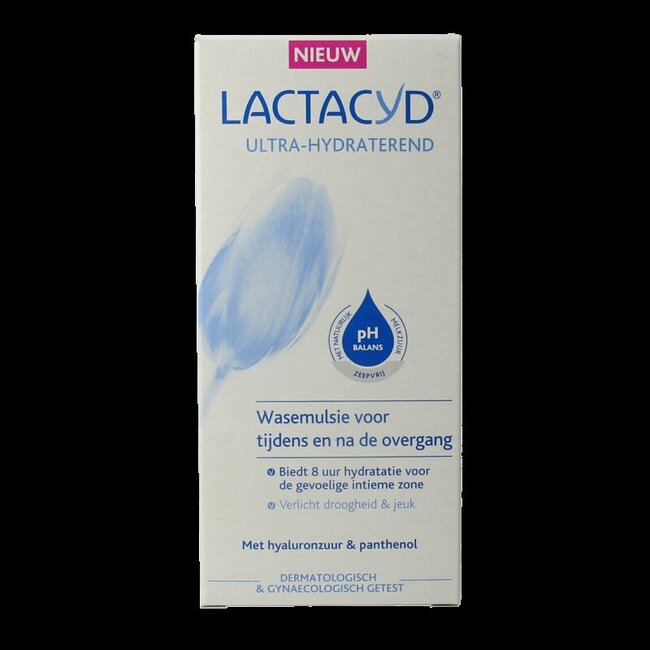 NIEUW
LACTACYD®
ULTRA-HYDRATEREND
MET NATUURLIJK
MELKZUUR
pH
BALANS
ZEEPVRIJ
Wasemulsie voor
tijdens en na de overgang
Biedt 8 uur hydratatie voor
de gevoelige intieme zone
Verlicht droogheid & jeuk
Met hyaluronzuur & panthenol
DERMATOLOGISCH
& GYNAECOLOGISCH GETEST